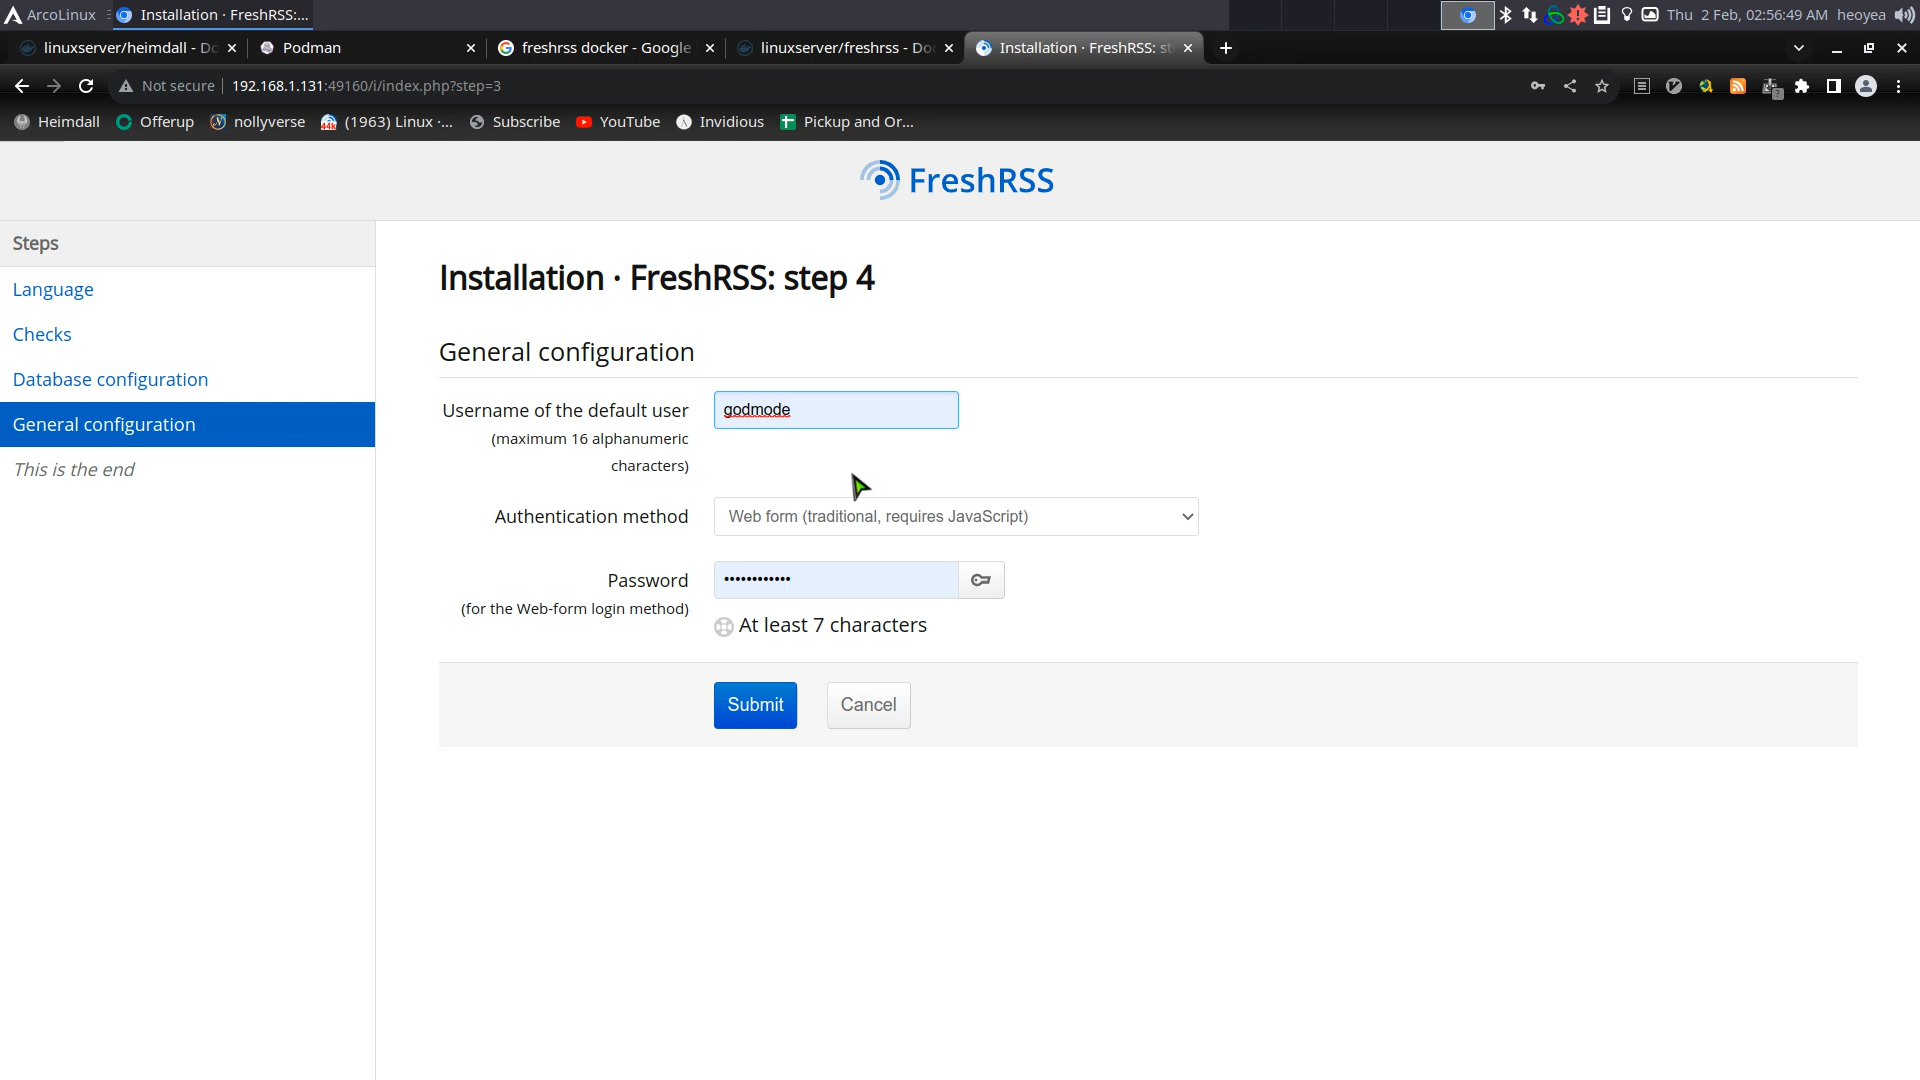 ArcoLinux
Installation · FreshRSS:...
Thu 2 Feb, 02:56:49 AM heoyea
linuxserver/heimdall - Do
Podman
freshrss docker - Google
linuxserver/freshrss - Doc
Installation · FreshRSS: st
Not secure
192.168.1.131:49160/i/index.php?step=3
Heimdall
Offerup
nollyverse
(1963) Linux ·...
Subscribe
YouTube
Invidious
Pickup and Or...
FreshRSS
Steps
Language
Checks
Database configuration
General configuration
This is the end
Installation · FreshRSS: step 4
General configuration
Username of the default user
(maximum 16 alphanumeric
characters)
godmode
Authentication method
Web form (traditional, requires JavaScript)
Password
(for the Web-form login method)
••••••••••••
At least 7 characters
Submit
Cancel